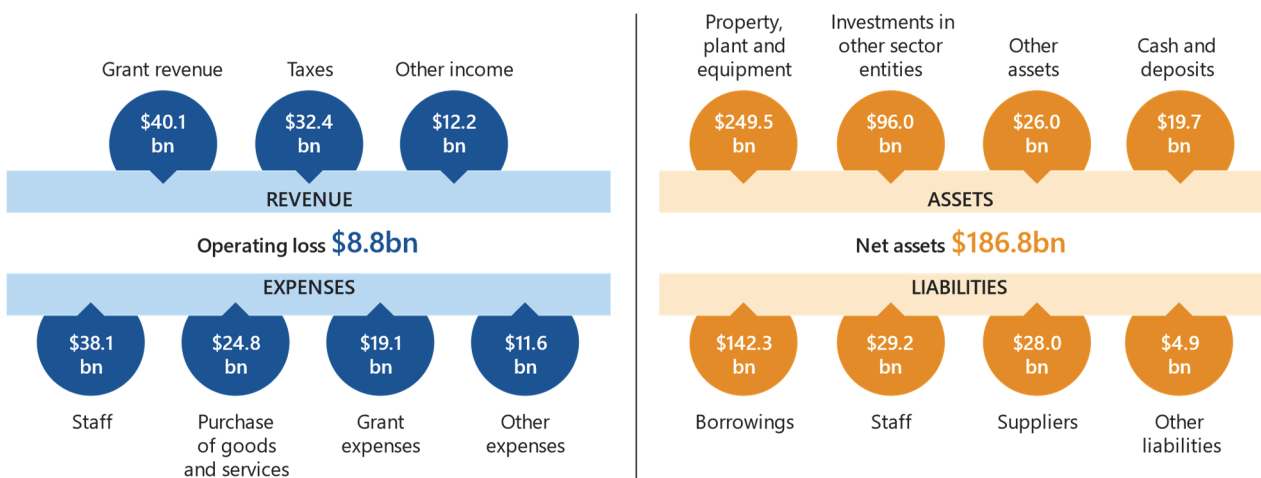 Grant revenue
Taxes
Other income
$40.1
bn
$32.4
bn
$12.2
bn
REVENUE
Operating loss $8.8bn
EXPENSES
$38.1
bn
$24.8
bn
$19.1
bn
$11.6
bn
Staff
Purchase
of goods
and services
Grant
expenses
Other
expenses
Property,
plant and
equipment
Investments in
other sector
entities
Other
assets
Cash and
deposits
$249.5
bn
$96.0
bn
$26.0
bn
$19.7
bn
ASSETS
Net assets $186.8bn
LIABILITIES
$142.3
bn
$29.2
bn
$28.0
bn
$4.9
bn
Borrowings
Staff
Suppliers
Other
liabilities